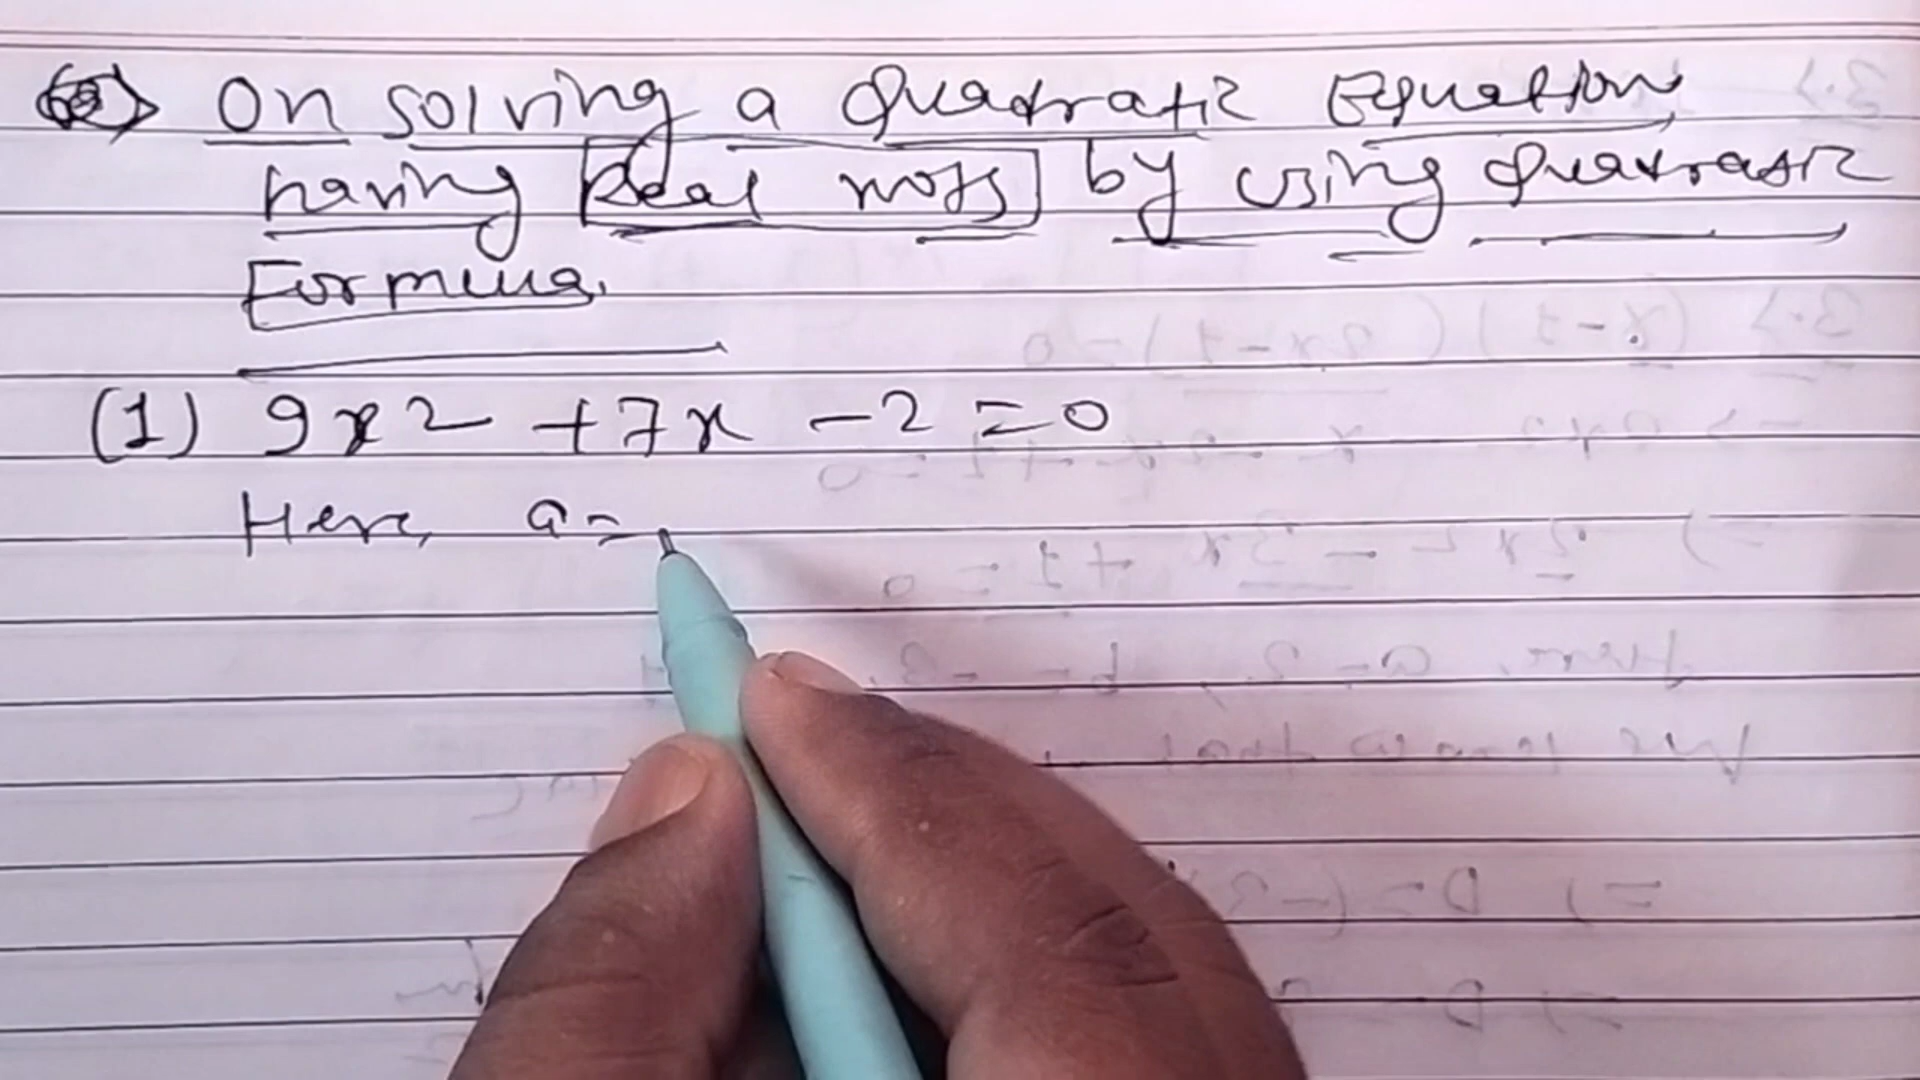 On solving a Quadratic Equation
having Real roots by using Quadratic
Formula.
(1) 9x2 +7x -2 =0
Here, a=